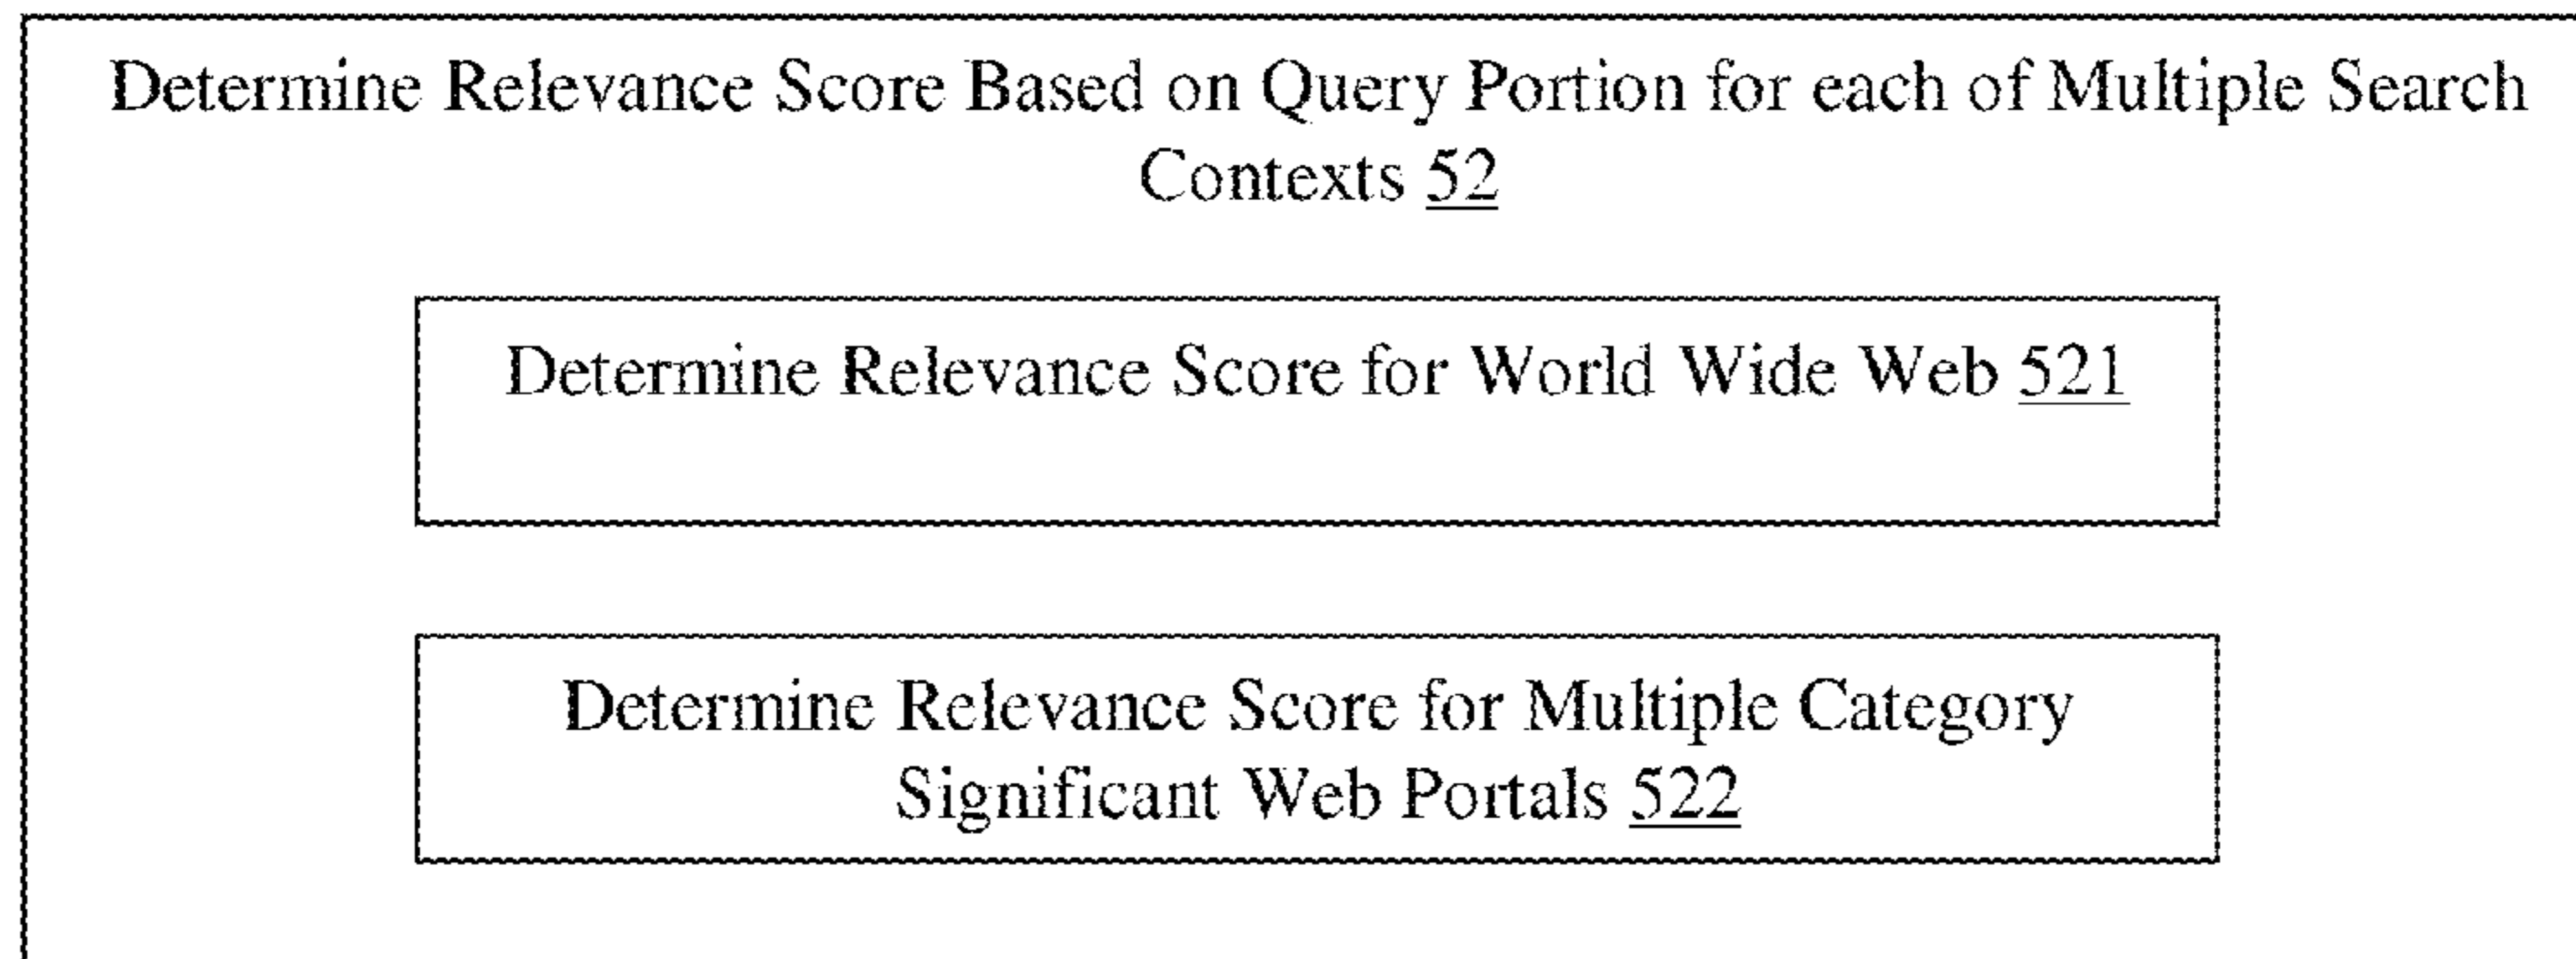 Determine Relevance Score Based on Query Portion for each of Multiple Search
Contexts 52
Determine Relevance Score for World Wide Web 521
Determine Relevance Score for Multiple Category
Significant Web Portals 522